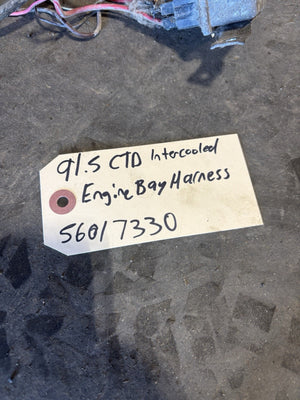 91.5 CTD Intercooled
Engine Bay Harness
56017330